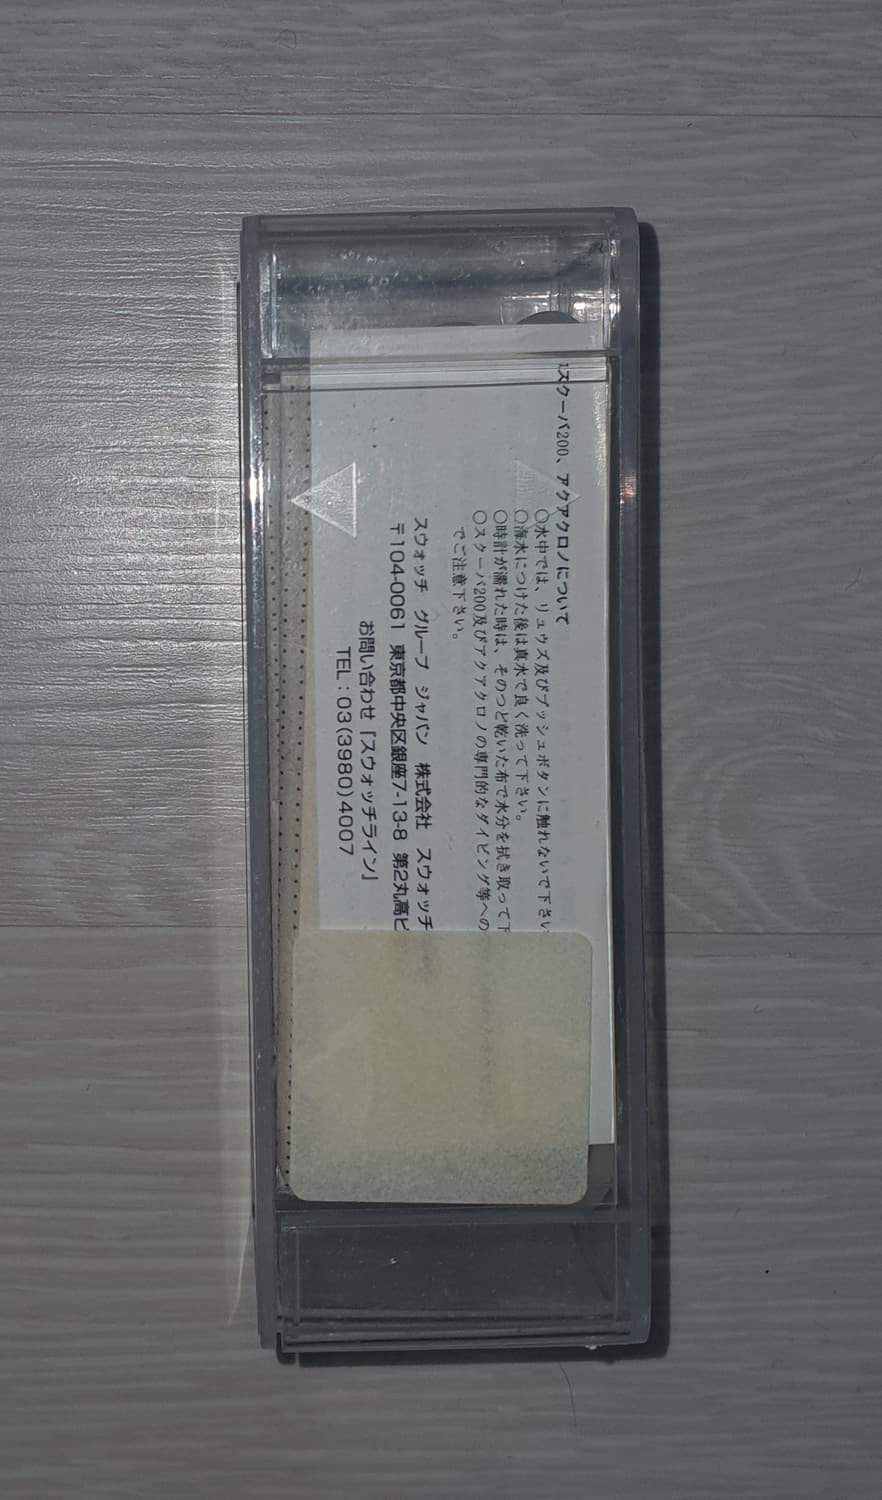 スクーバ200、アクアクロノについて
○水中では、リュウズ及びプッシュボタンに触れないで下さい
○海水につけた後は真水で良く洗って下さい。
○時計が濡れた時は、そのつど乾いた布で水分を拭き取って下
○スクーバ200及びアクアクロノの専門的なダイビング等への
でご注意下さい。
スウォッチ グループ ジャパン 株式会社 スウォッチ
〒104-0061 東京都中央区銀座7-13-8 第2丸高ビ
お問い合わせ「スウォッチライン」
TEL：03(3980)4007